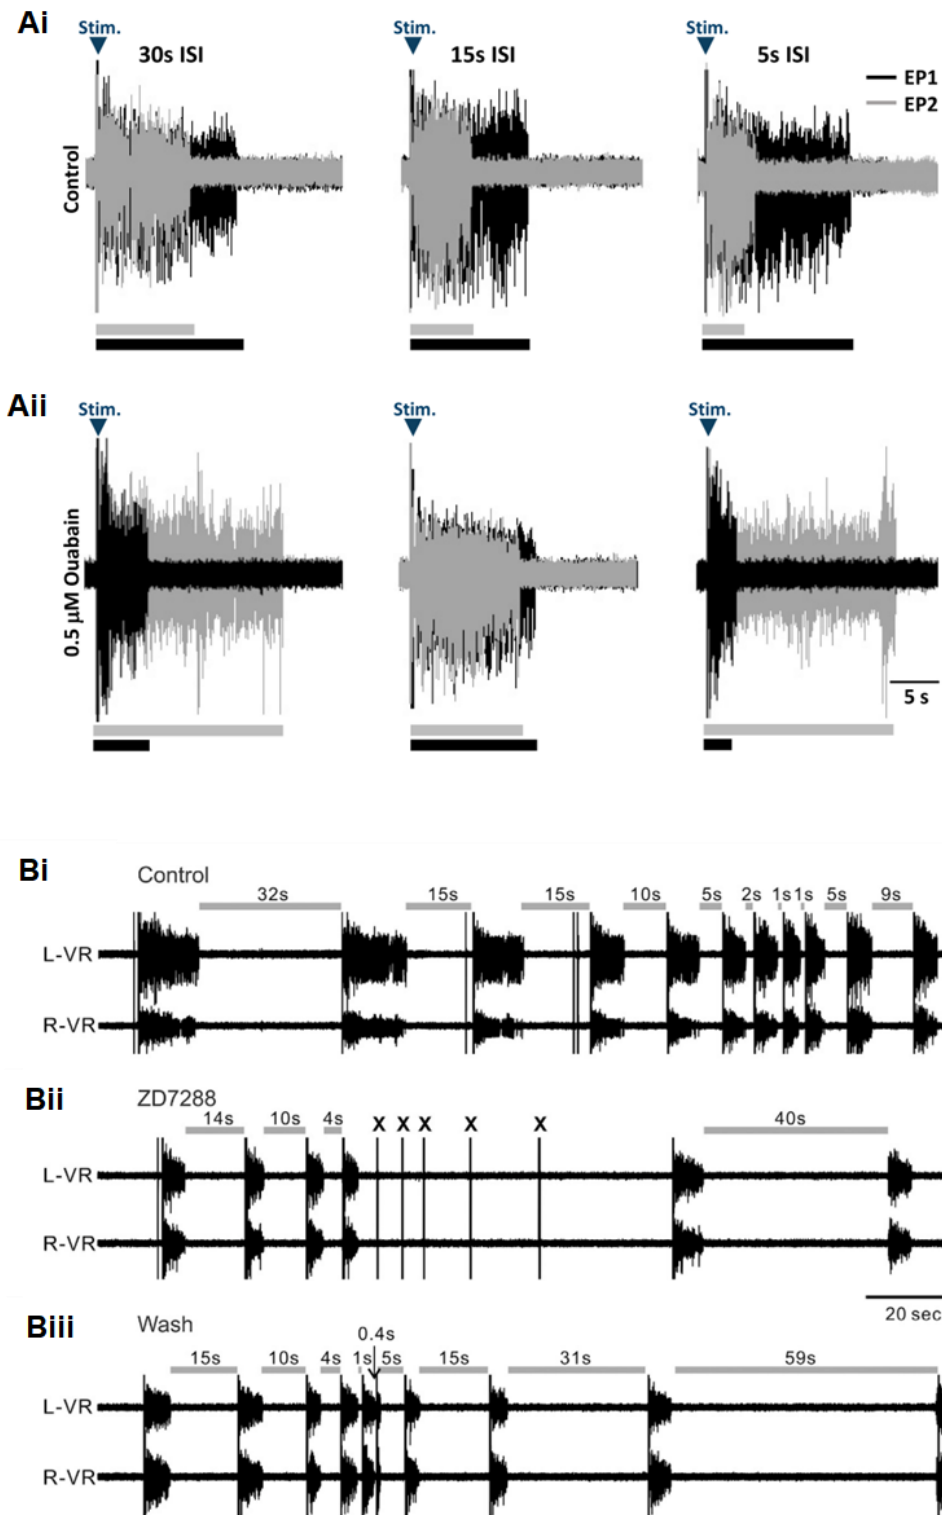 Ai
Stim. Stim. Stim.
30s ISI 15s ISI 5s ISI
EP1
EP2
Control
Aii
Stim. Stim. Stim.
0.5 µM Ouabain
5 s
Bi
Control
32s 15s 15s 10s 5s 2s 1s 1s 5s 9s
L-VR
R-VR
Bii
ZD7288
14s 10s 4s X X X X X 40s
L-VR
R-VR
20 sec
Biii
Wash
0.4s
15s 10s 4s 1s 5s 15s 31s 59s
L-VR
R-VR